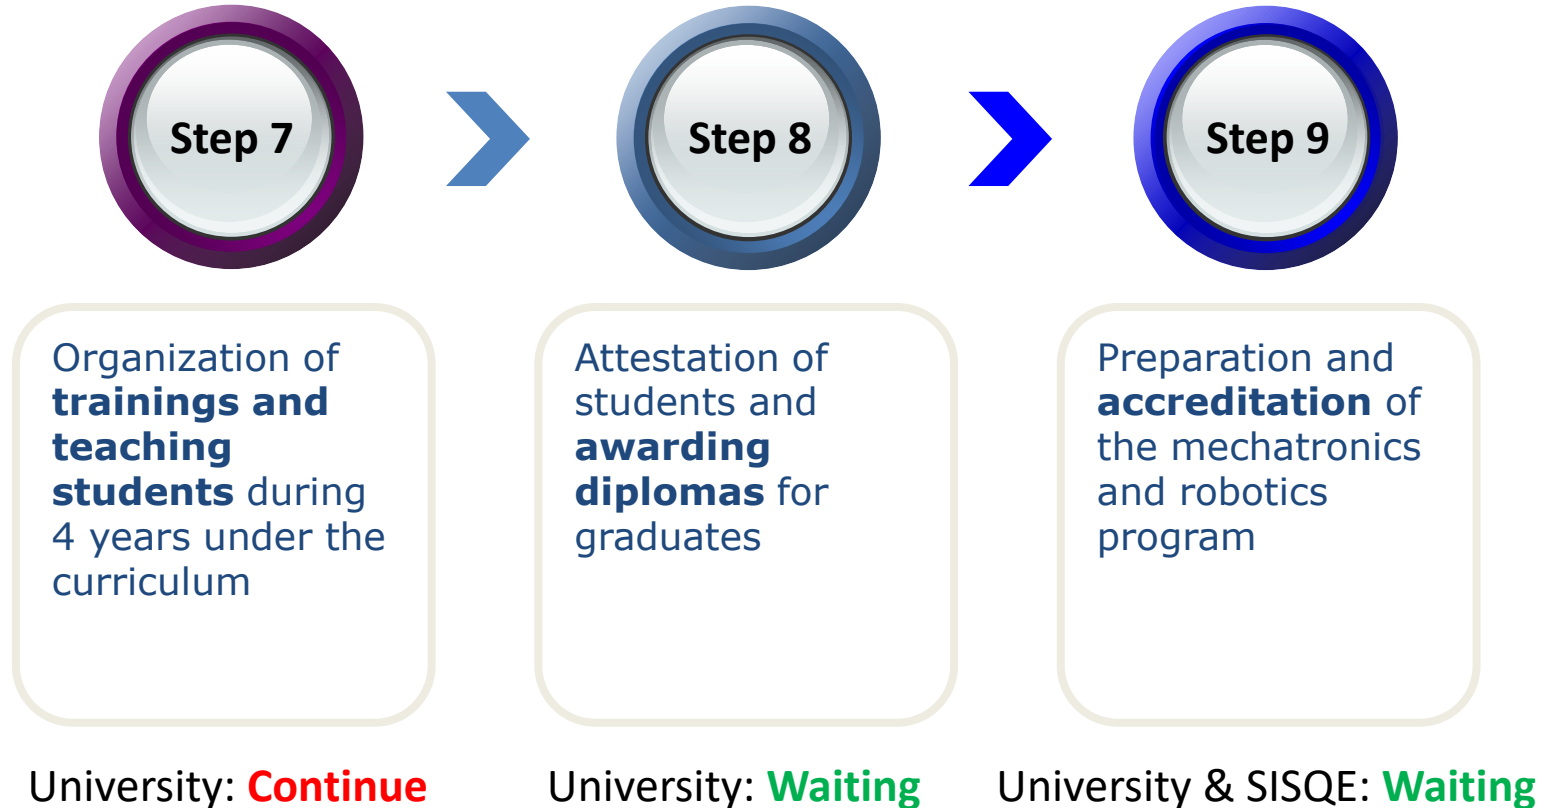 Step 7
Step 8
Step 9
Organization of
trainings and
teaching
students during
4 years under the
curriculum
Attestation of
students and
awarding
diplomas for
graduates
Preparation and
accreditation of
the mechatronics
and robotics
program
University: Continue
University: Waiting
University & SISQE: Waiting